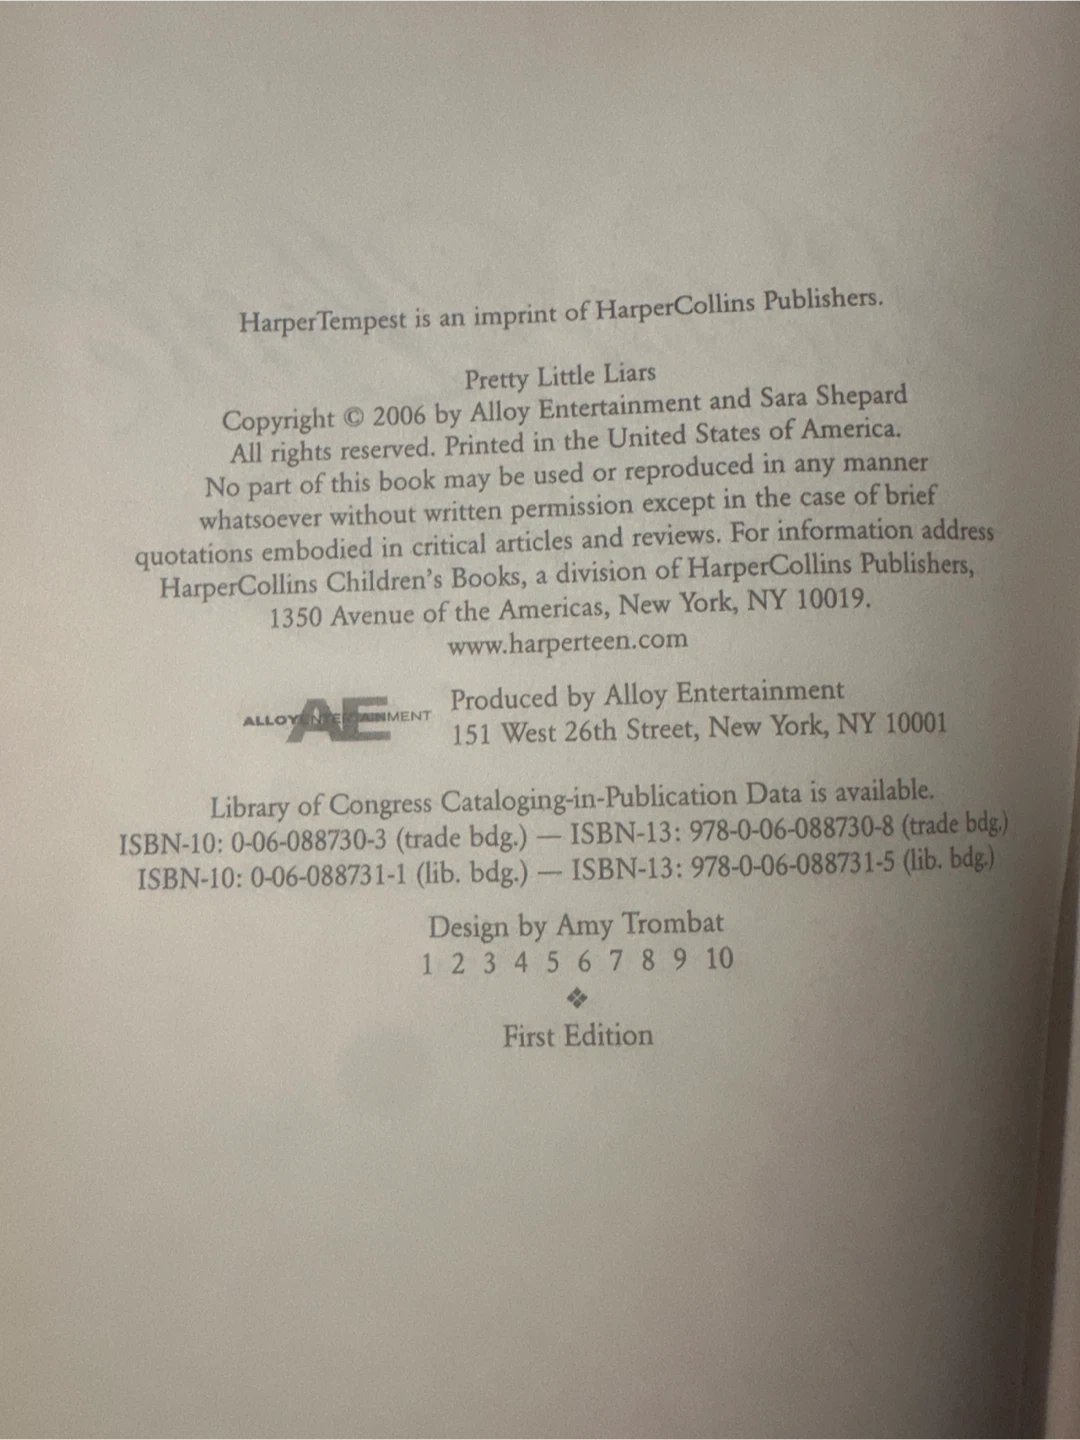 HarperTempest is an imprint of HarperCollins Publishers.
Pretty Little Liars
Copyright © 2006 by Alloy Entertainment and Sara Shepard
All rights reserved. Printed in the United States of America.
No part of this book may be used or reproduced in any manner
whatsoever without written permission except in the case of brief
quotations embodied in critical articles and reviews. For information address
HarperCollins Children's Books, a division of HarperCollins Publishers,
1350 Avenue of the Americas, New York, NY 10019.
www.harperteen.com
AE
ALLOY ENTERTAINMENT
Produced by Alloy Entertainment
151 West 26th Street, New York, NY 10001
Library of Congress Cataloging-in-Publication Data is available.
ISBN-10: 0-06-088730-3 (trade bdg.) — ISBN-13: 978-0-06-088730-8 (trade bdg.)
ISBN-10: 0-06-088731-1 (lib. bdg.) — ISBN-13: 978-0-06-088731-5 (lib. bdg.)
Design by Amy Trombat
1 2 3 4 5 6 7 8 9 10
❖
First Edition